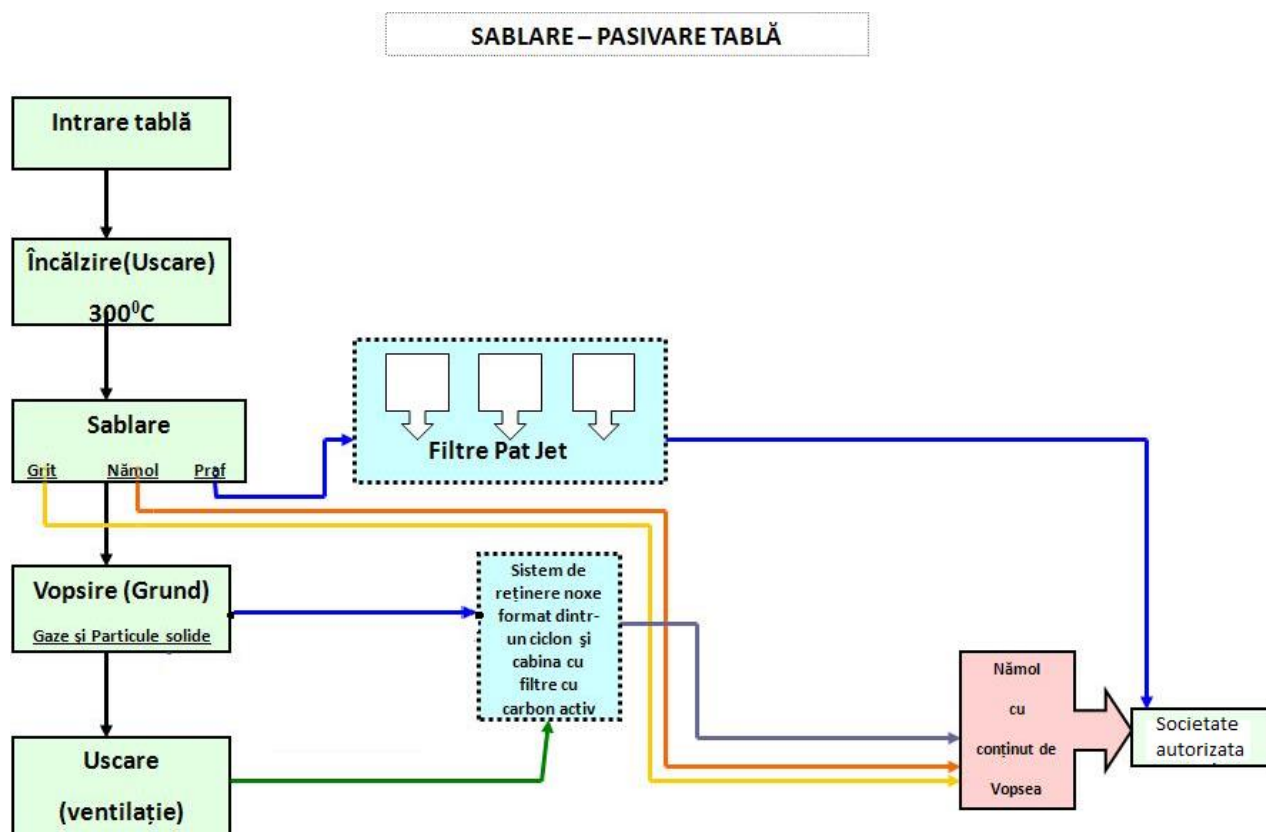 SABLARE – PASIVARE TABLĂ
Intrare tablă
Încălzire(Uscare)
300⁰C
Sablare
Grit Nămol Praf
Filtre Pat Jet
Vopsire (Grund)
Gaze și Particule solide
Sistem de
reținere noxe
format dintr-
un ciclon și
cabina cu
filtre cu
carbon activ
Uscare
(ventilație)
Nămol
cu
conținut de
Vopsea
Societate
autorizata